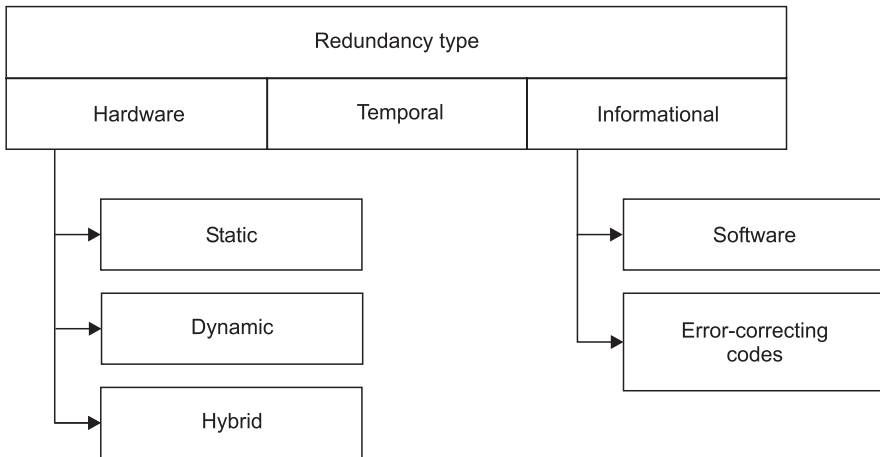 Redundancy type
Hardware
Temporal
Informational
Static
Software
Dynamic
Error-correcting
codes
Hybrid